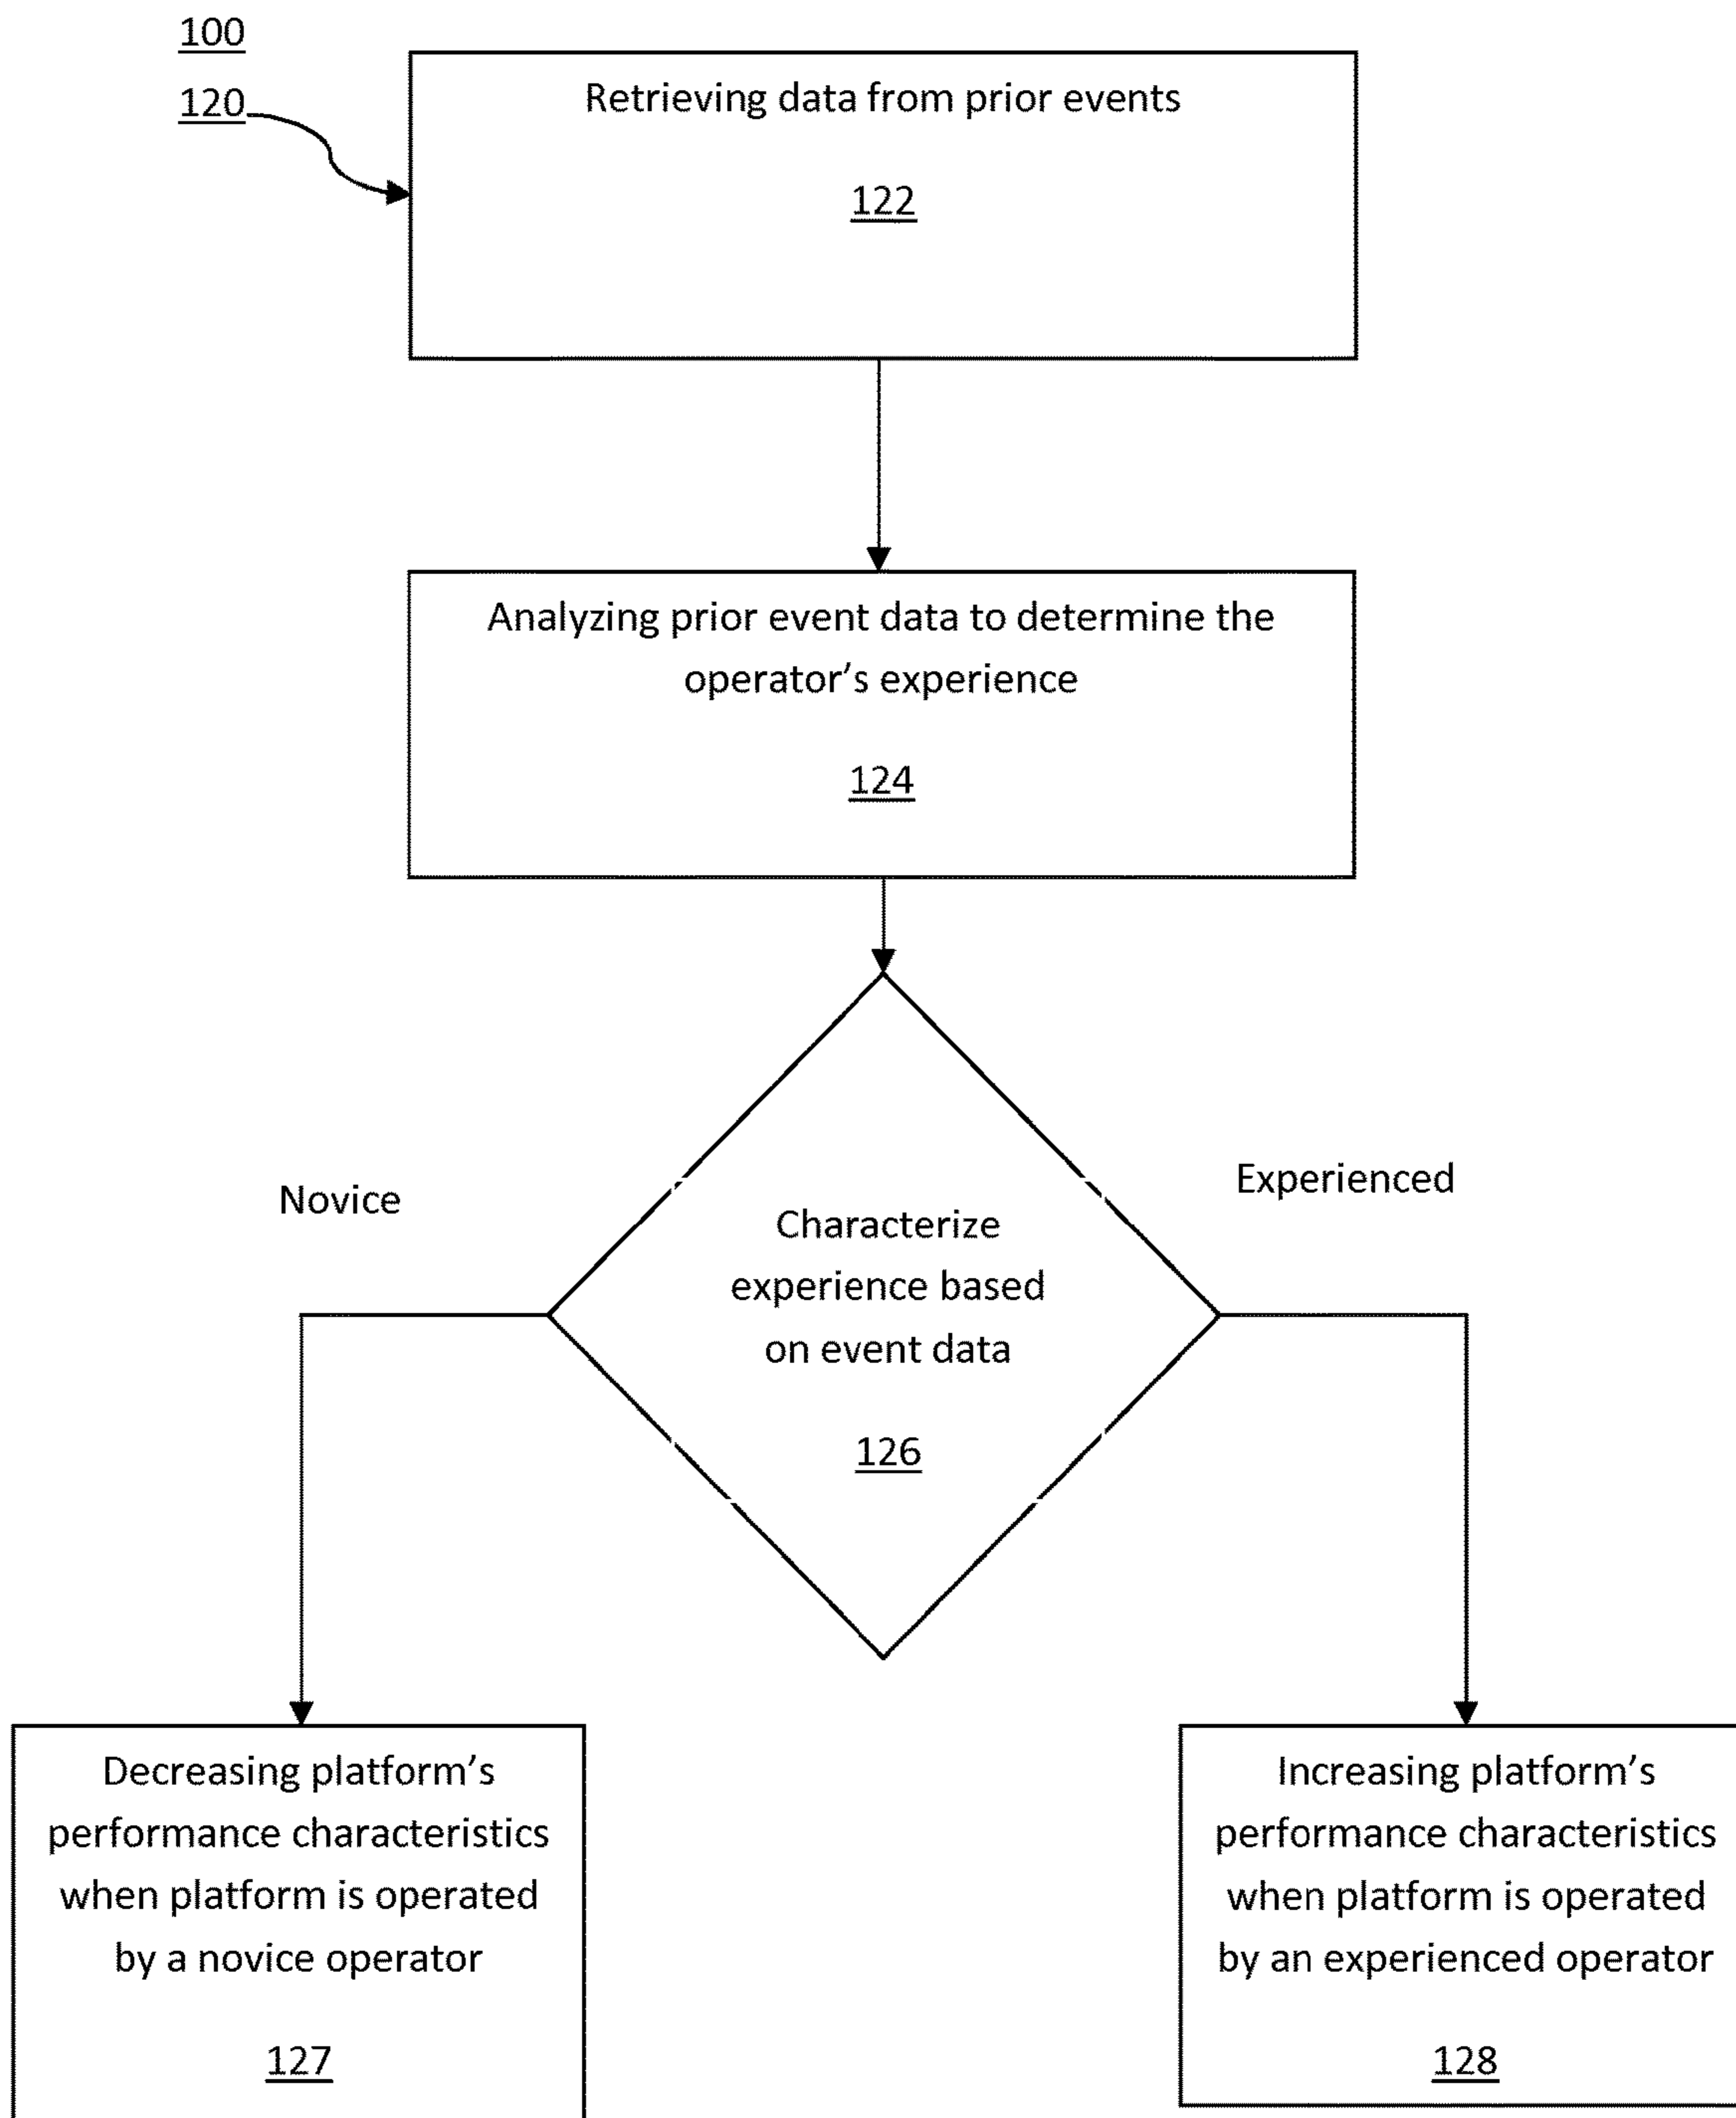 100
120
Retrieving data from prior events
122
Analyzing prior event data to determine the
operator's experience
124
Novice
Experienced
Characterize
experience based
on event data
126
Decreasing platform's
performance characteristics
when platform is operated
by a novice operator
127
Increasing platform's
performance characteristics
when platform is operated
by an experienced operator
128